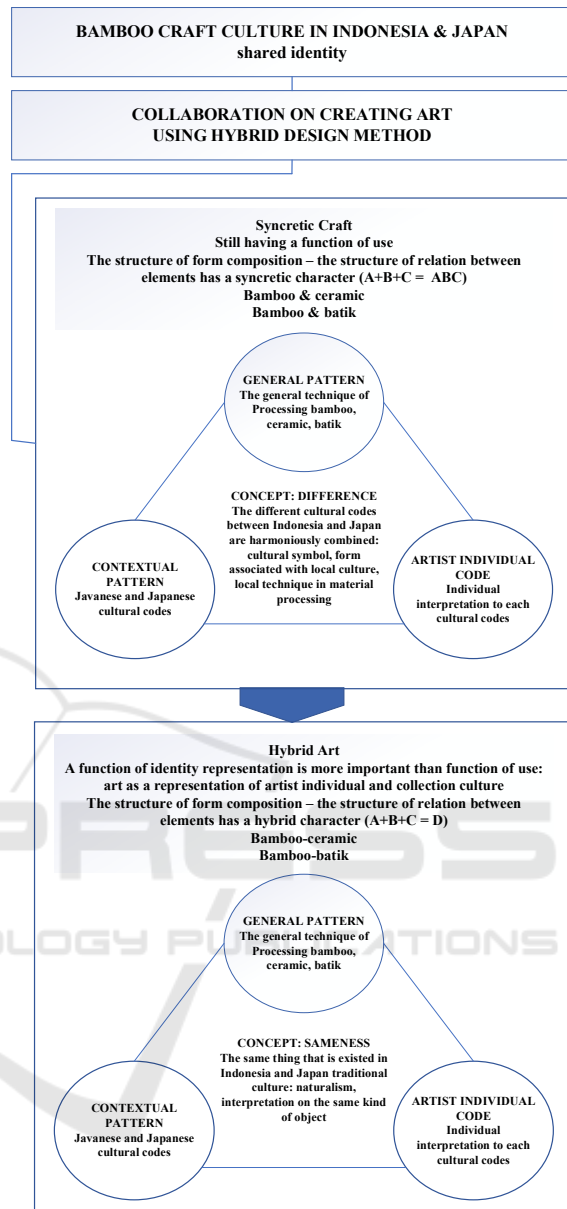 BAMBOO CRAFT CULTURE IN INDONESIA & JAPAN
shared identity
COLLABORATION ON CREATING ART
USING HYBRID DESIGN METHOD
Syncretic Craft
Still having a function of use
The structure of form composition – the structure of relation between
elements has a syncretic character (A+B+C = ABC)
Bamboo & ceramic
Bamboo & batik
GENERAL PATTERN
The general technique of
Processing bamboo,
ceramic, batik
CONCEPT: DIFFERENCE
The different cultural codes
between Indonesia and Japan
are harmoniously combined:
cultural symbol, form
associated with local culture,
local technique in material
processing
CONTEXTUAL
PATTERN
Javanese and Japanese
cultural codes
ARTIST INDIVIDUAL
CODE
Individual
interpretation to each
cultural codes
Hybrid Art
A function of identity representation is more important than function of use:
art as a representation of artist individual and collection culture
The structure of form composition – the structure of relation between
elements has a hybrid character (A+B+C = D)
Bamboo-ceramic
Bamboo-batik
GENERAL PATTERN
The general technique of
Processing bamboo,
ceramic, batik
CONCEPT: SAMENESS
The same thing that is existed in
Indonesia and Japan traditional
culture: naturalism,
interpretation on the same kind
of object
CONTEXTUAL
PATTERN
Javanese and Japanese
cultural codes
ARTIST INDIVIDUAL
CODE
Individual
interpretation to each
cultural codes
PRESS
OLOGY PUBLICATIONS